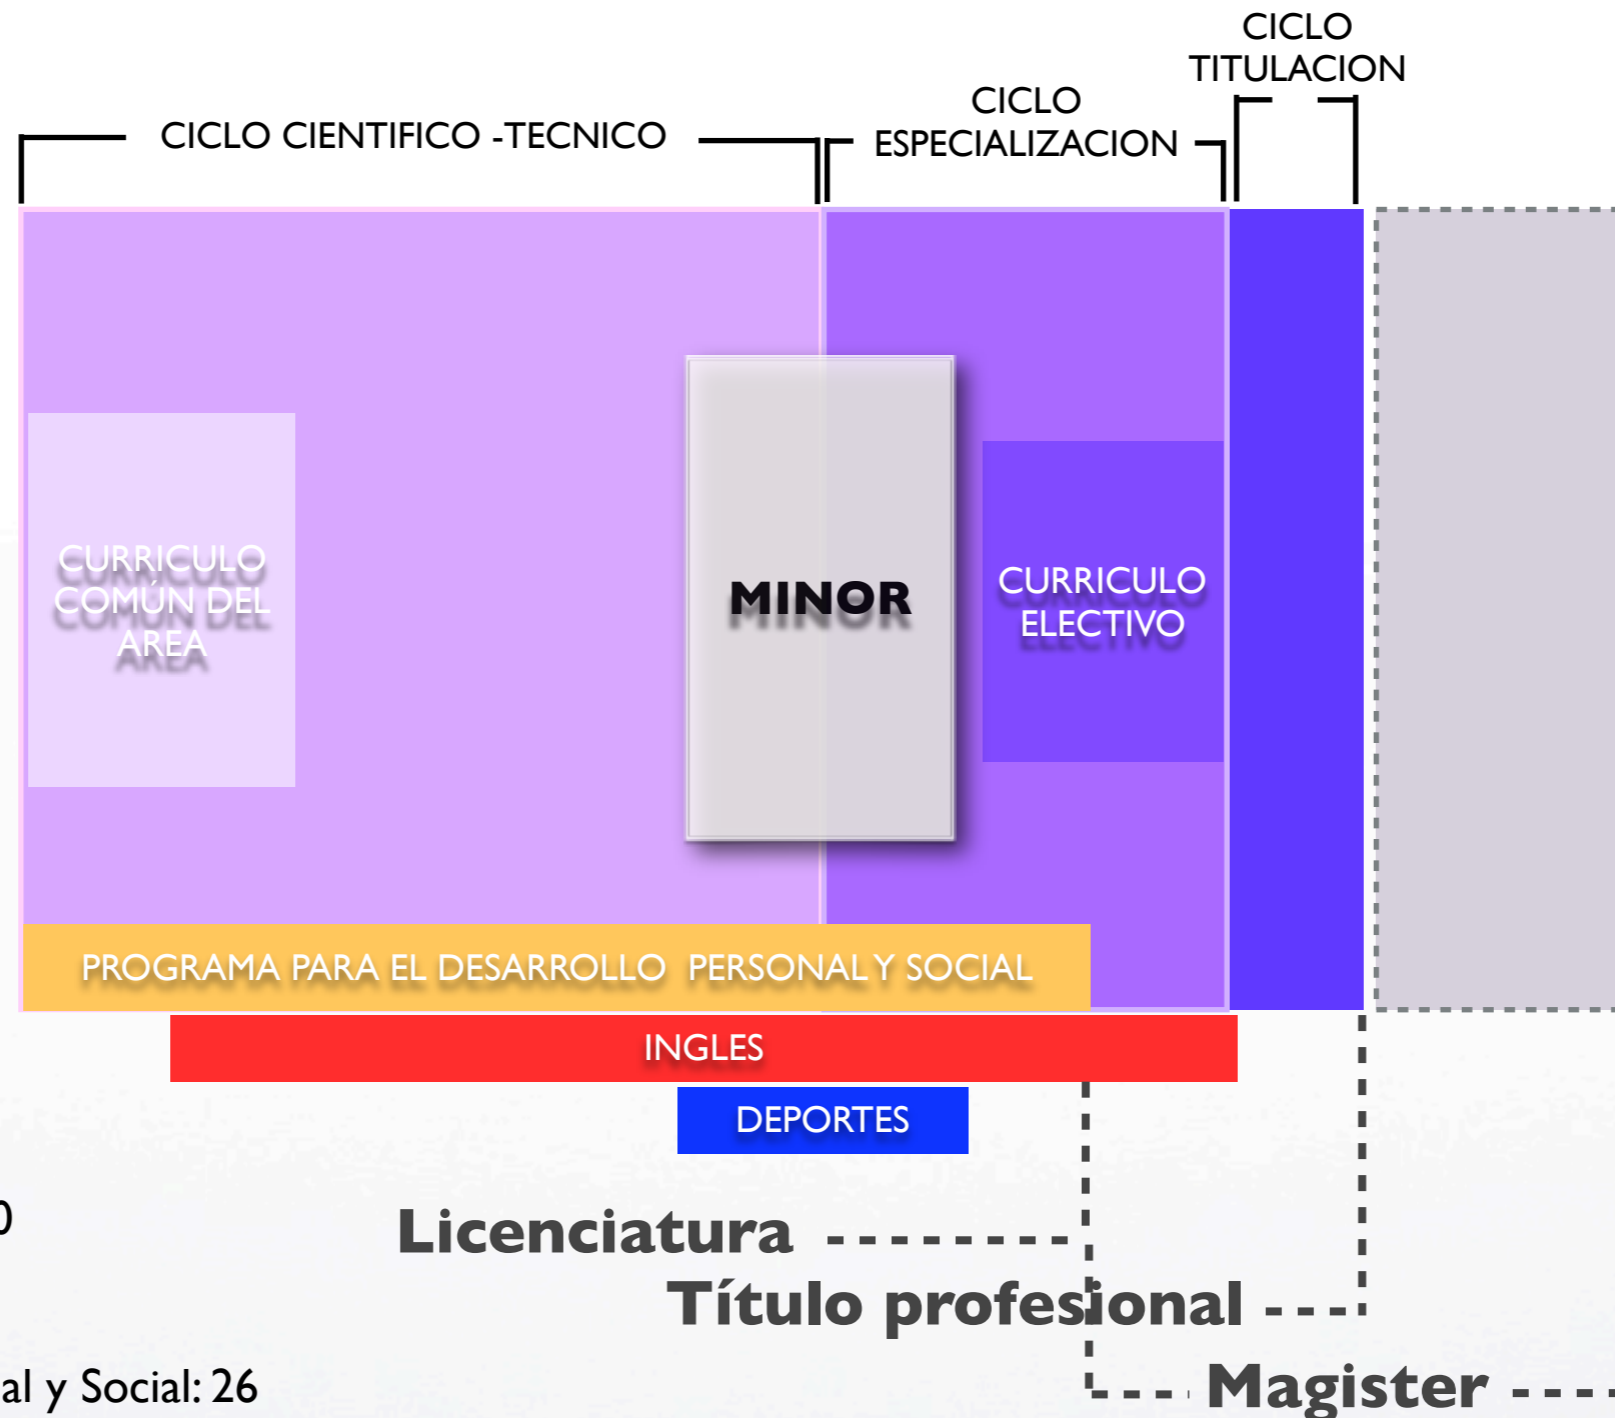 CICLO
TITULACION
CICLO
ESPECIALIZACION
CICLO CIENTIFICO -TECNICO
CURRICULO
COMÚN DEL
AREA
MINOR
CURRICULO
ELECTIVO
PROGRAMA PARA EL DESARROLLO PERSONAL Y SOCIAL
INGLES
DEPORTES
0
Licenciatura
Título profesional
al y Social: 26
Magister